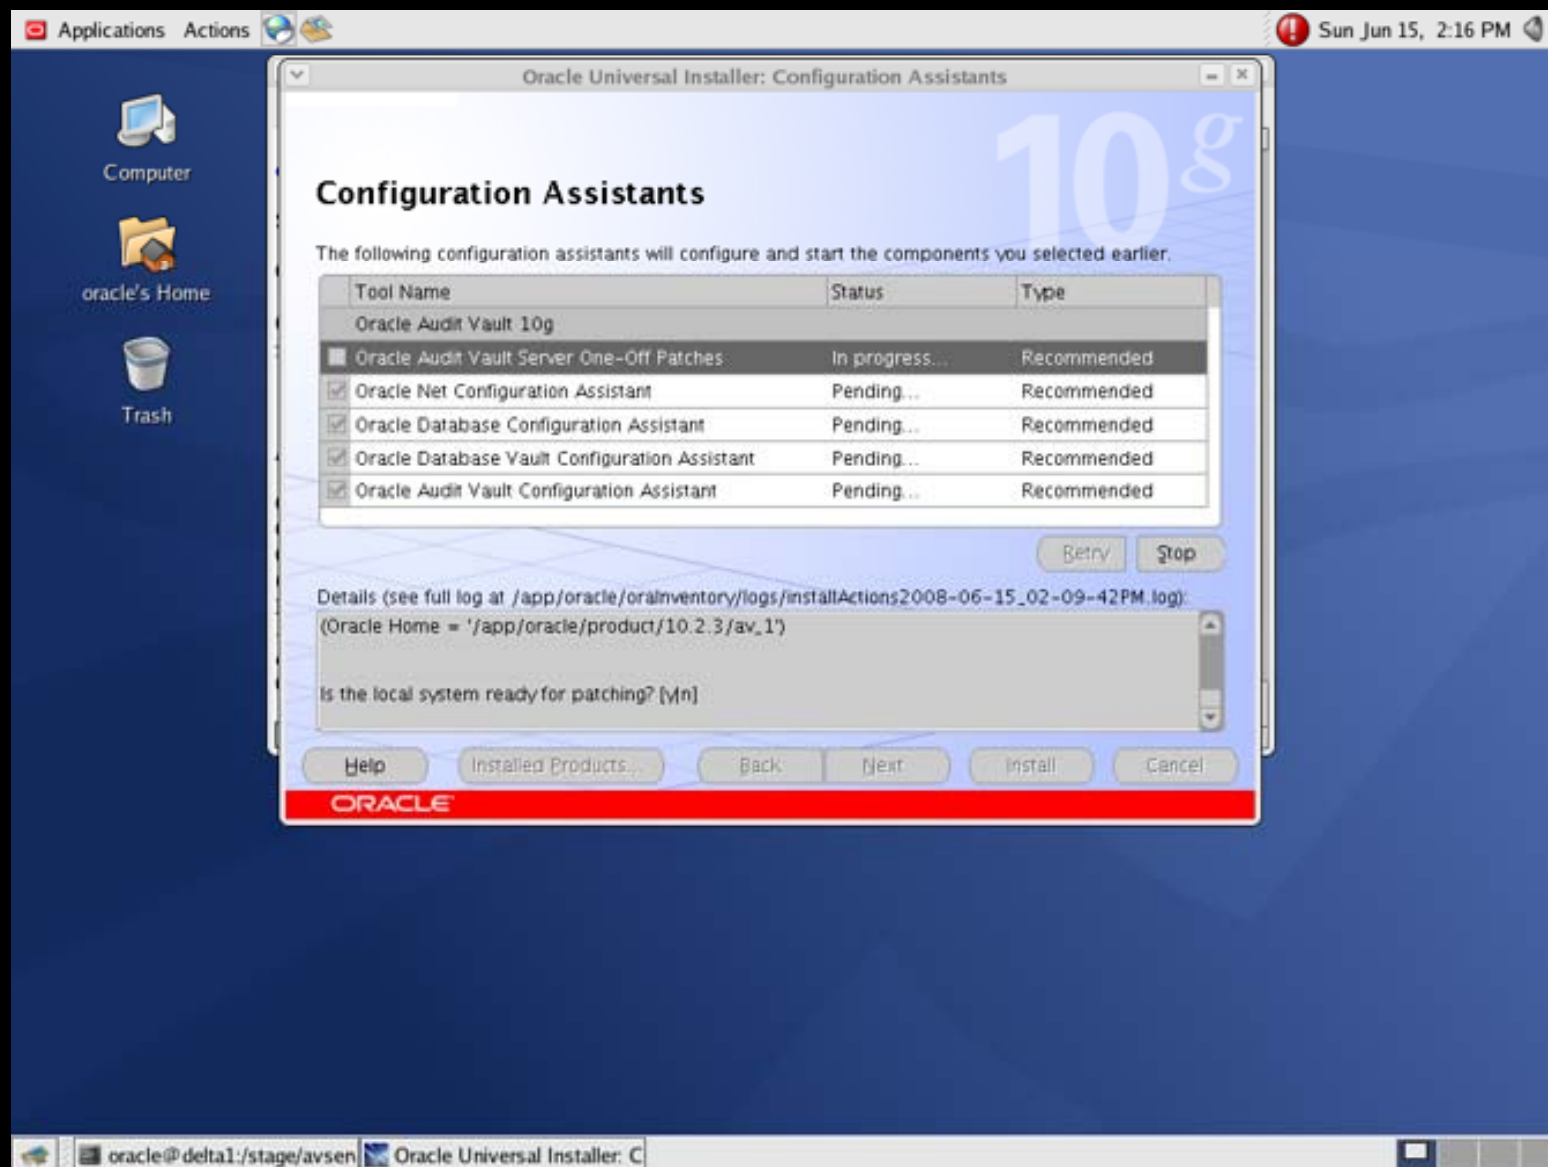 Applications Actions
Sun Jun 15, 2:16 PM
Computer
oracle's Home
Trash
Oracle Universal Installer: Configuration Assistants
10g
Configuration Assistants
The following configuration assistants will configure and start the components you selected earlier.
Tool Name Status Type
Oracle Audit Vault 10g
Oracle Audit Vault Server One-Off Patches In progress... Recommended
Oracle Net Configuration Assistant Pending... Recommended
Oracle Database Configuration Assistant Pending... Recommended
Oracle Database Vault Configuration Assistant Pending... Recommended
Oracle Audit Vault Configuration Assistant Pending... Recommended
Retry Stop
Details (see full log at /app/oracle/oraInventory/logs/installActions2008-06-15_02-09-42PM.log):
(Oracle Home = '/app/oracle/product/10.2.3/av_1')
Is the local system ready for patching? [y|n]
Help Installed Products... Back Next Install Cancel
ORACLE
oracle@delta1:/stage/avsen Oracle Universal Installer: C